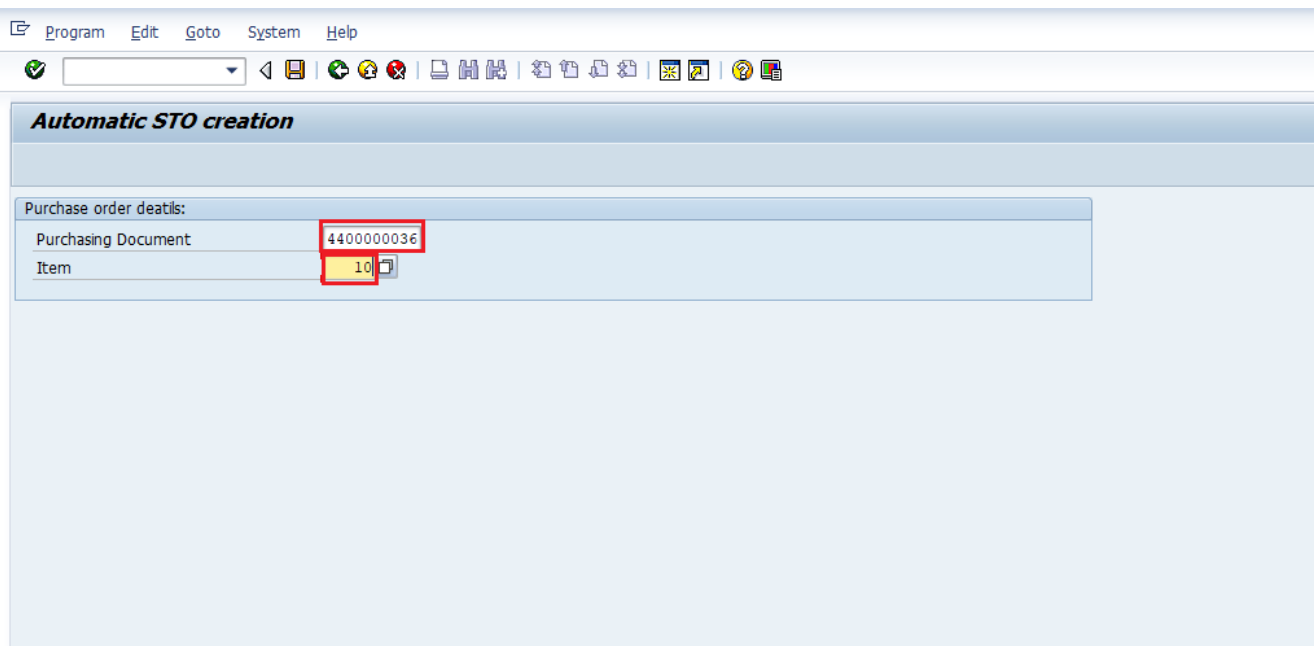 Program Edit Goto System Help
Automatic STO creation
Purchase order deatils:
Purchasing Document 4400000036
Item 10